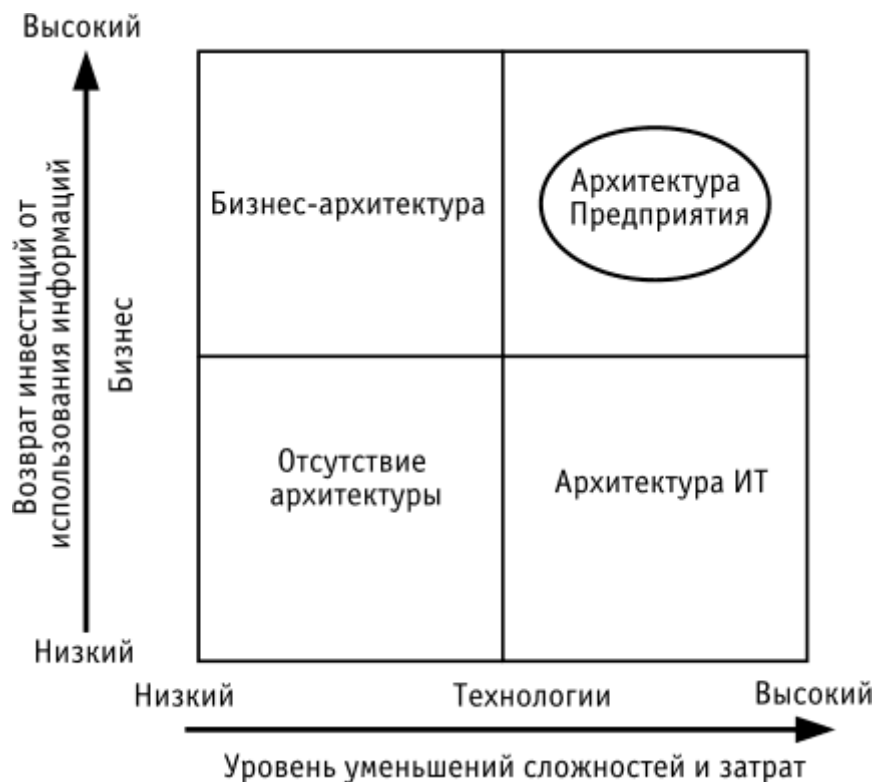 Высокий
Возврат инвестиций от
использования информаций
Бизнес
Бизнес-архитектура
Архитектура
Предприятия
Отсутствие
архитектуры
Архитектура ИТ
Низкий
Низкий
Технологии
Высокий
Уровень уменьшений сложностей и затрат